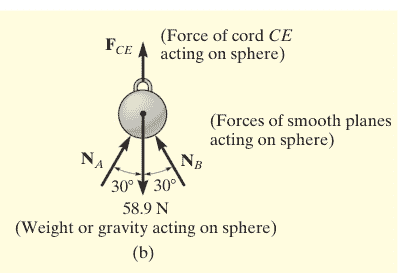 F_CE
(Force of cord CE
acting on sphere)
(Forces of smooth planes
acting on sphere)
N_A
N_B
30° 30°
58.9 N
(Weight or gravity acting on sphere)
(b)